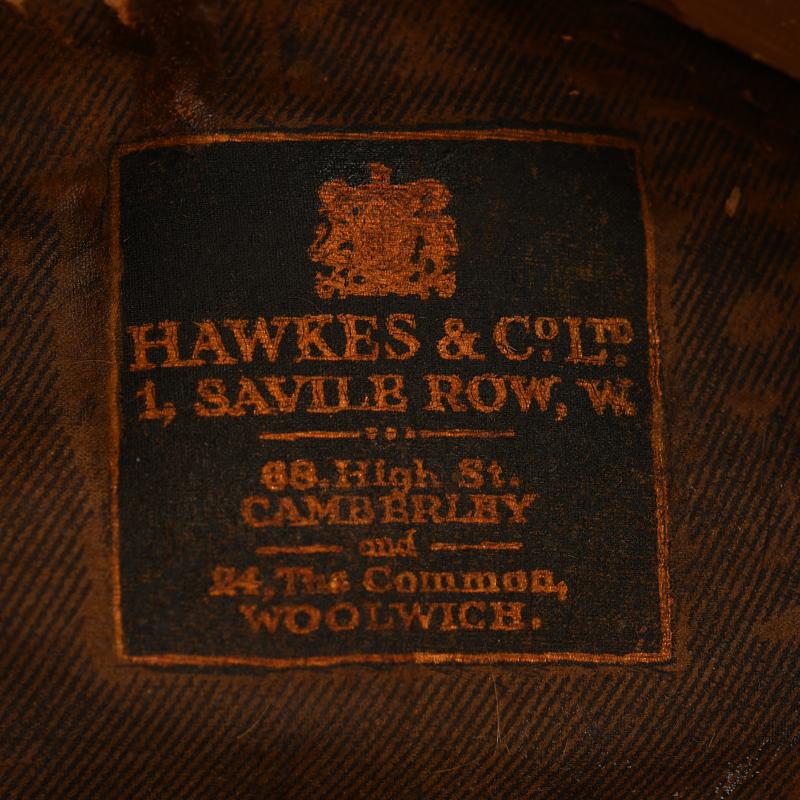 HAWKES & Co. LTD.
1, SAVILE ROW, W.
68, High St.
CAMBERLEY
and
24, The Common,
WOOLWICH.